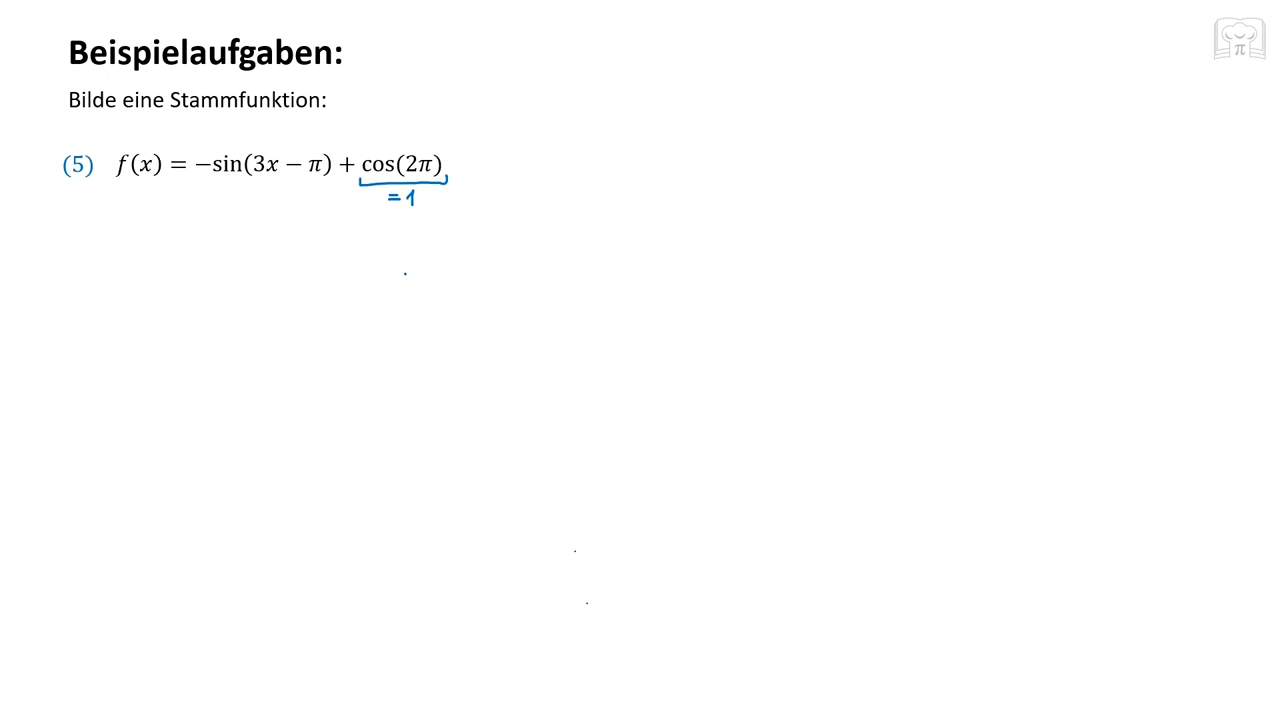 Beispielaufgaben:
Bilde eine Stammfunktion:
(5) f(x) = −sin(3x − π) + cos(2π)
= 1
π